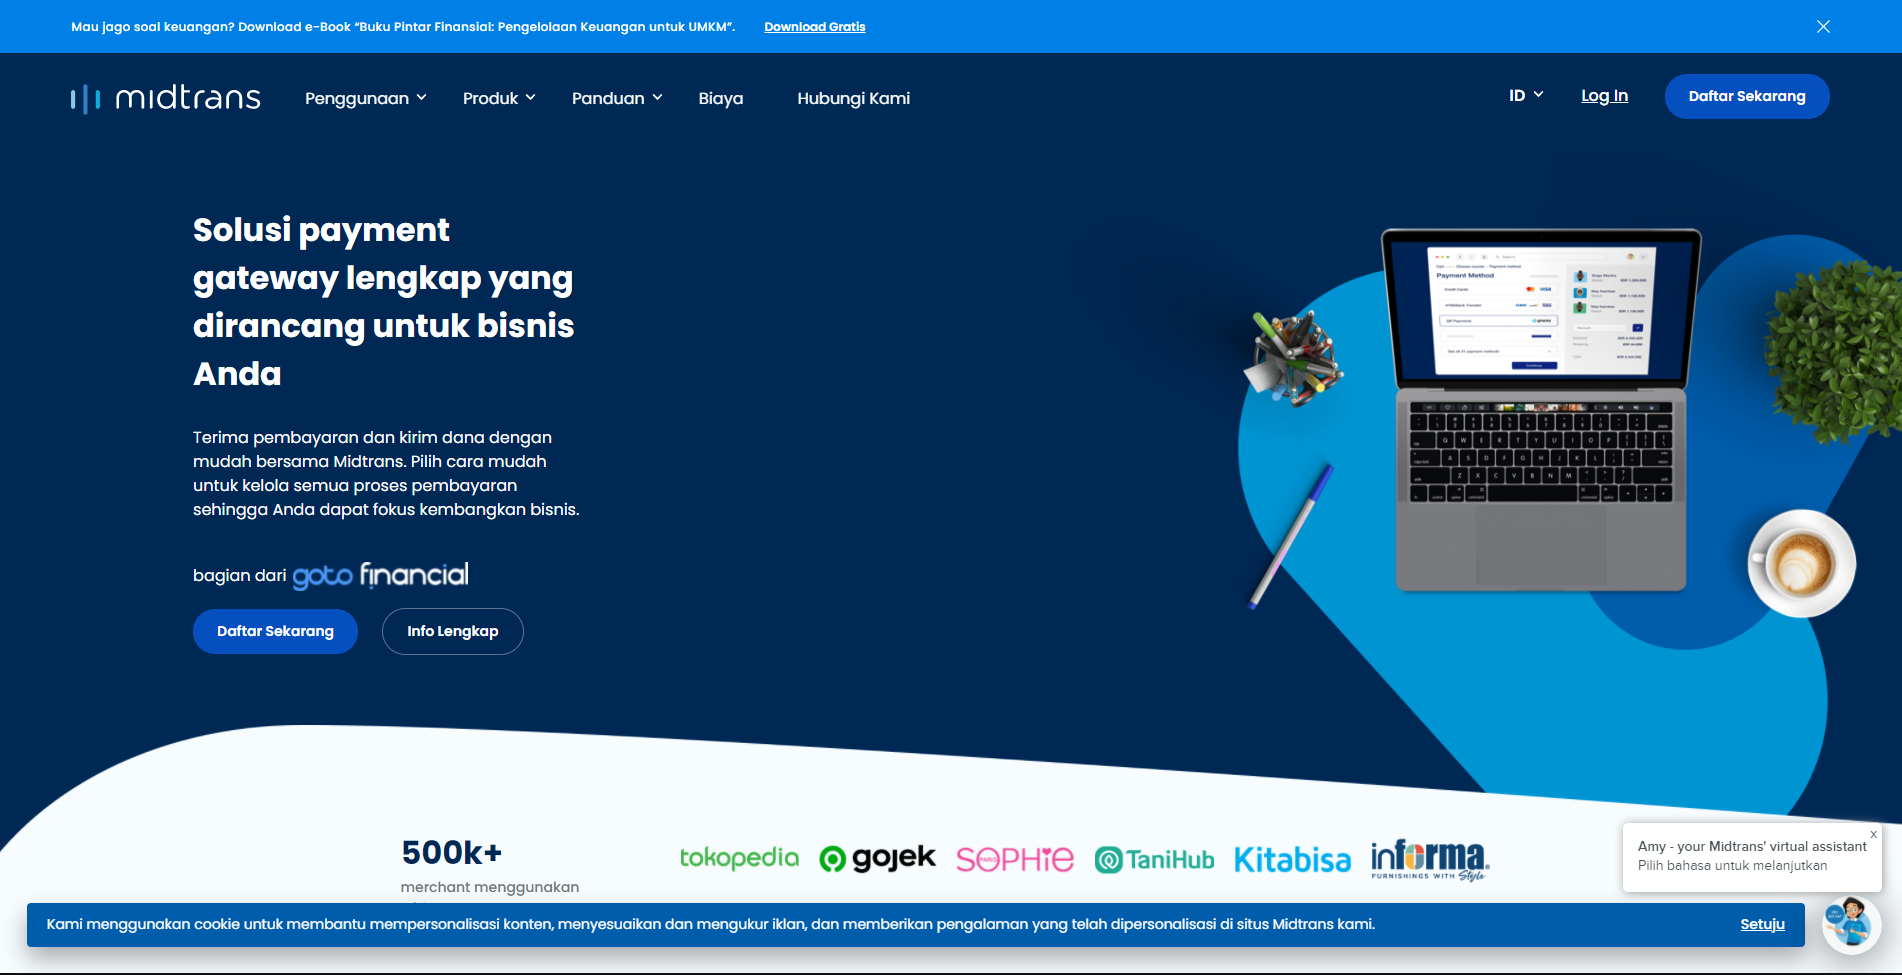 Mau jago soal keuangan? Download e-Book “Buku Pintar Finansial: Pengelolaan Keuangan untuk UMKM”. Download Gratis
midtrans Penggunaan Produk Panduan Biaya Hubungi Kami ID Log In Daftar Sekarang
Solusi payment
gateway lengkap yang
dirancang untuk bisnis
Anda
Terima pembayaran dan kirim dana dengan
mudah bersama Midtrans. Pilih cara mudah
untuk kelola semua proses pembayaran
sehingga Anda dapat fokus kembangkan bisnis.
bagian dari goto financial
Daftar Sekarang Info Lengkap
Payment Method
Credit Cards VISA
500k+
merchant menggunakan
tokopedia gojek SOPHIE PARIS TaniHub Kitabisa informa
FURNISHINGS WITH Style
x
Amy - your Midtrans' virtual assistant
Pilih bahasa untuk melanjutkan
Kami menggunakan cookie untuk membantu mempersonalisasi konten, menyesuaikan dan mengukur iklan, dan memberikan pengalaman yang telah dipersonalisasi di situs Midtrans kami. Setuju